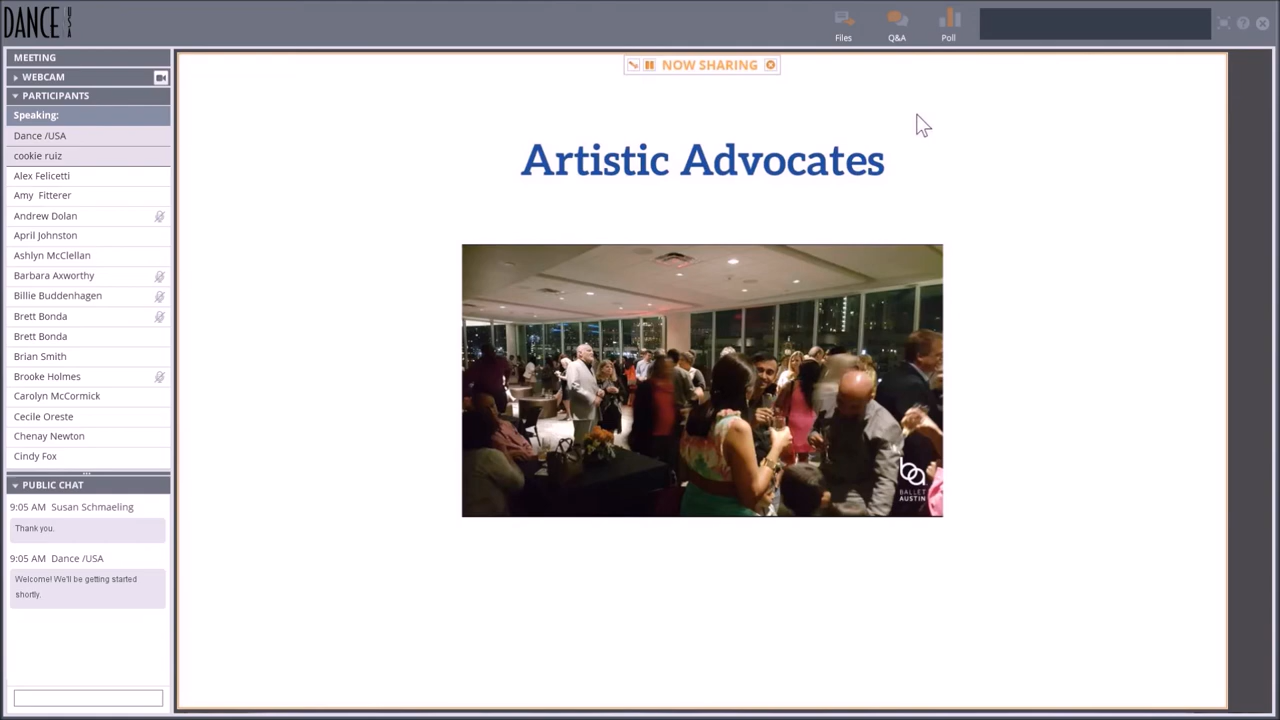 DANCE USA
Files
Q&A
Poll
MEETING
WEBCAM
PARTICIPANTS
Speaking:
Dance /USA
cookie ruiz
Alex Felicetti
Amy Fitterer
Andrew Dolan
April Johnston
Ashlyn McClellan
Barbara Axworthy
Billie Buddenhagen
Brett Bonda
Brett Bonda
Brian Smith
Brooke Holmes
Carolyn McCormick
Cecile Oreste
Chenay Newton
Cindy Fox
PUBLIC CHAT
9:05 AM Susan Schmaeling
Thank you.
9:05 AM Dance /USA
Welcome! We'll be getting started
shortly.
NOW SHARING
Artistic Advocates
ba
BALLET
AUSTIN